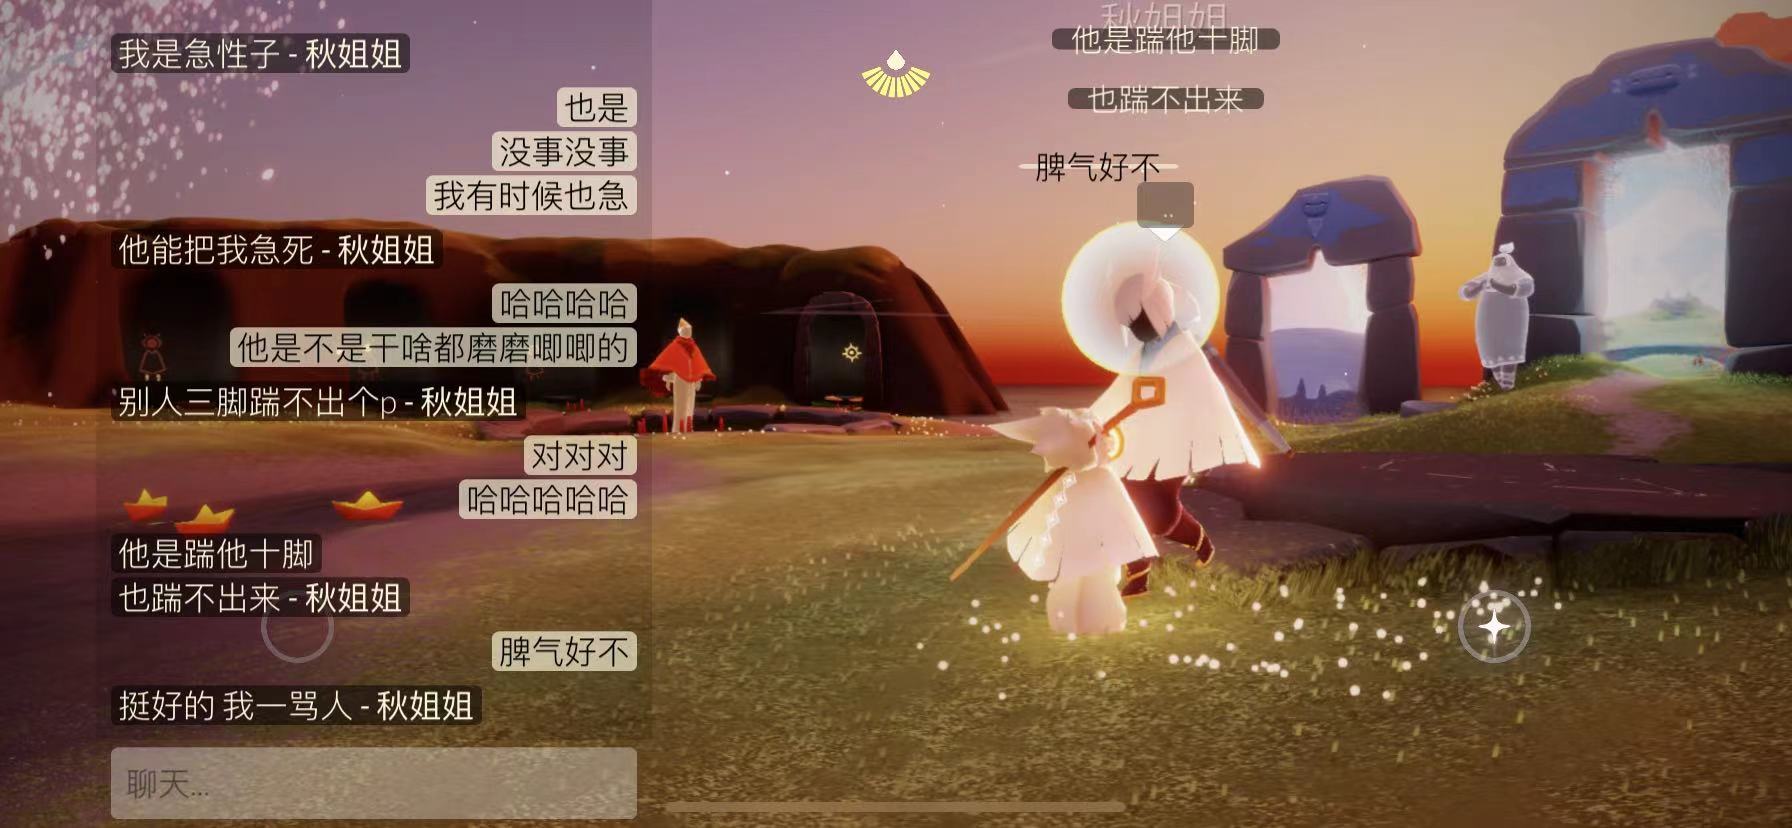 我是急性子 - 秋姐姐
也是
没事没事
我有时候也急
他能把我急死 - 秋姐姐
哈哈哈哈
他是不是干啥都磨磨唧唧的
别人三脚踹不出个p - 秋姐姐
对对对
哈哈哈哈哈
他是踹他十脚
也踹不出来 - 秋姐姐
脾气好不
挺好的 我一骂人 - 秋姐姐
聊天...
秋姐姐
他是踹他十脚
也踹不出来
脾气好不
..